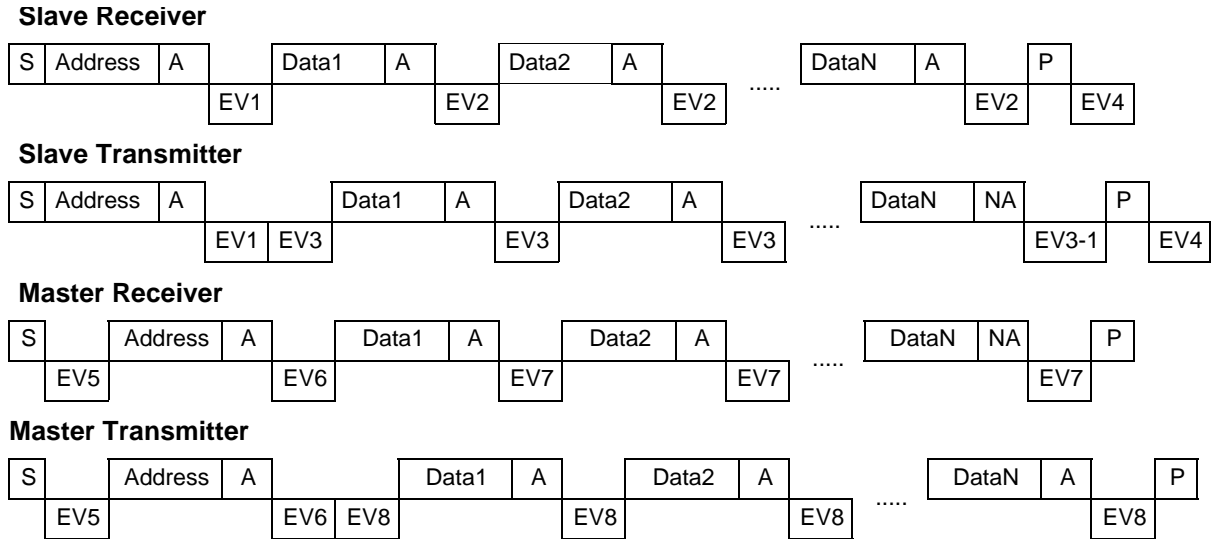 Slave Receiver
S Address A Data1 A Data2 A DataN A P
EV1 EV2 EV2 ..... EV2 EV4
Slave Transmitter
S Address A Data1 A Data2 A DataN NA P
EV1 EV3 EV3 EV3 ..... EV3-1 EV4
Master Receiver
S Address A Data1 A Data2 A DataN NA P
EV5 EV6 EV7 EV7 ..... EV7
Master Transmitter
S Address A Data1 A Data2 A DataN A P
EV5 EV6 EV8 EV8 EV8 ..... EV8